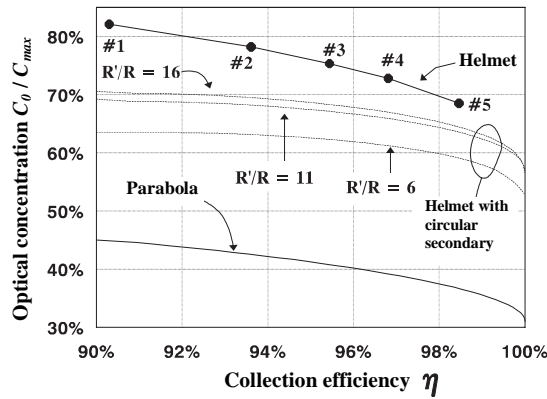 Optical concentration C0 / Cmax
80%
70%
60%
50%
40%
30%
#1
#2
#3
#4
Helmet
#5
R'/R = 16
R'/R = 11
R'/R = 6
Parabola
Helmet with
circular
secondary
90%
92%
94%
96%
98%
100%
Collection efficiency η